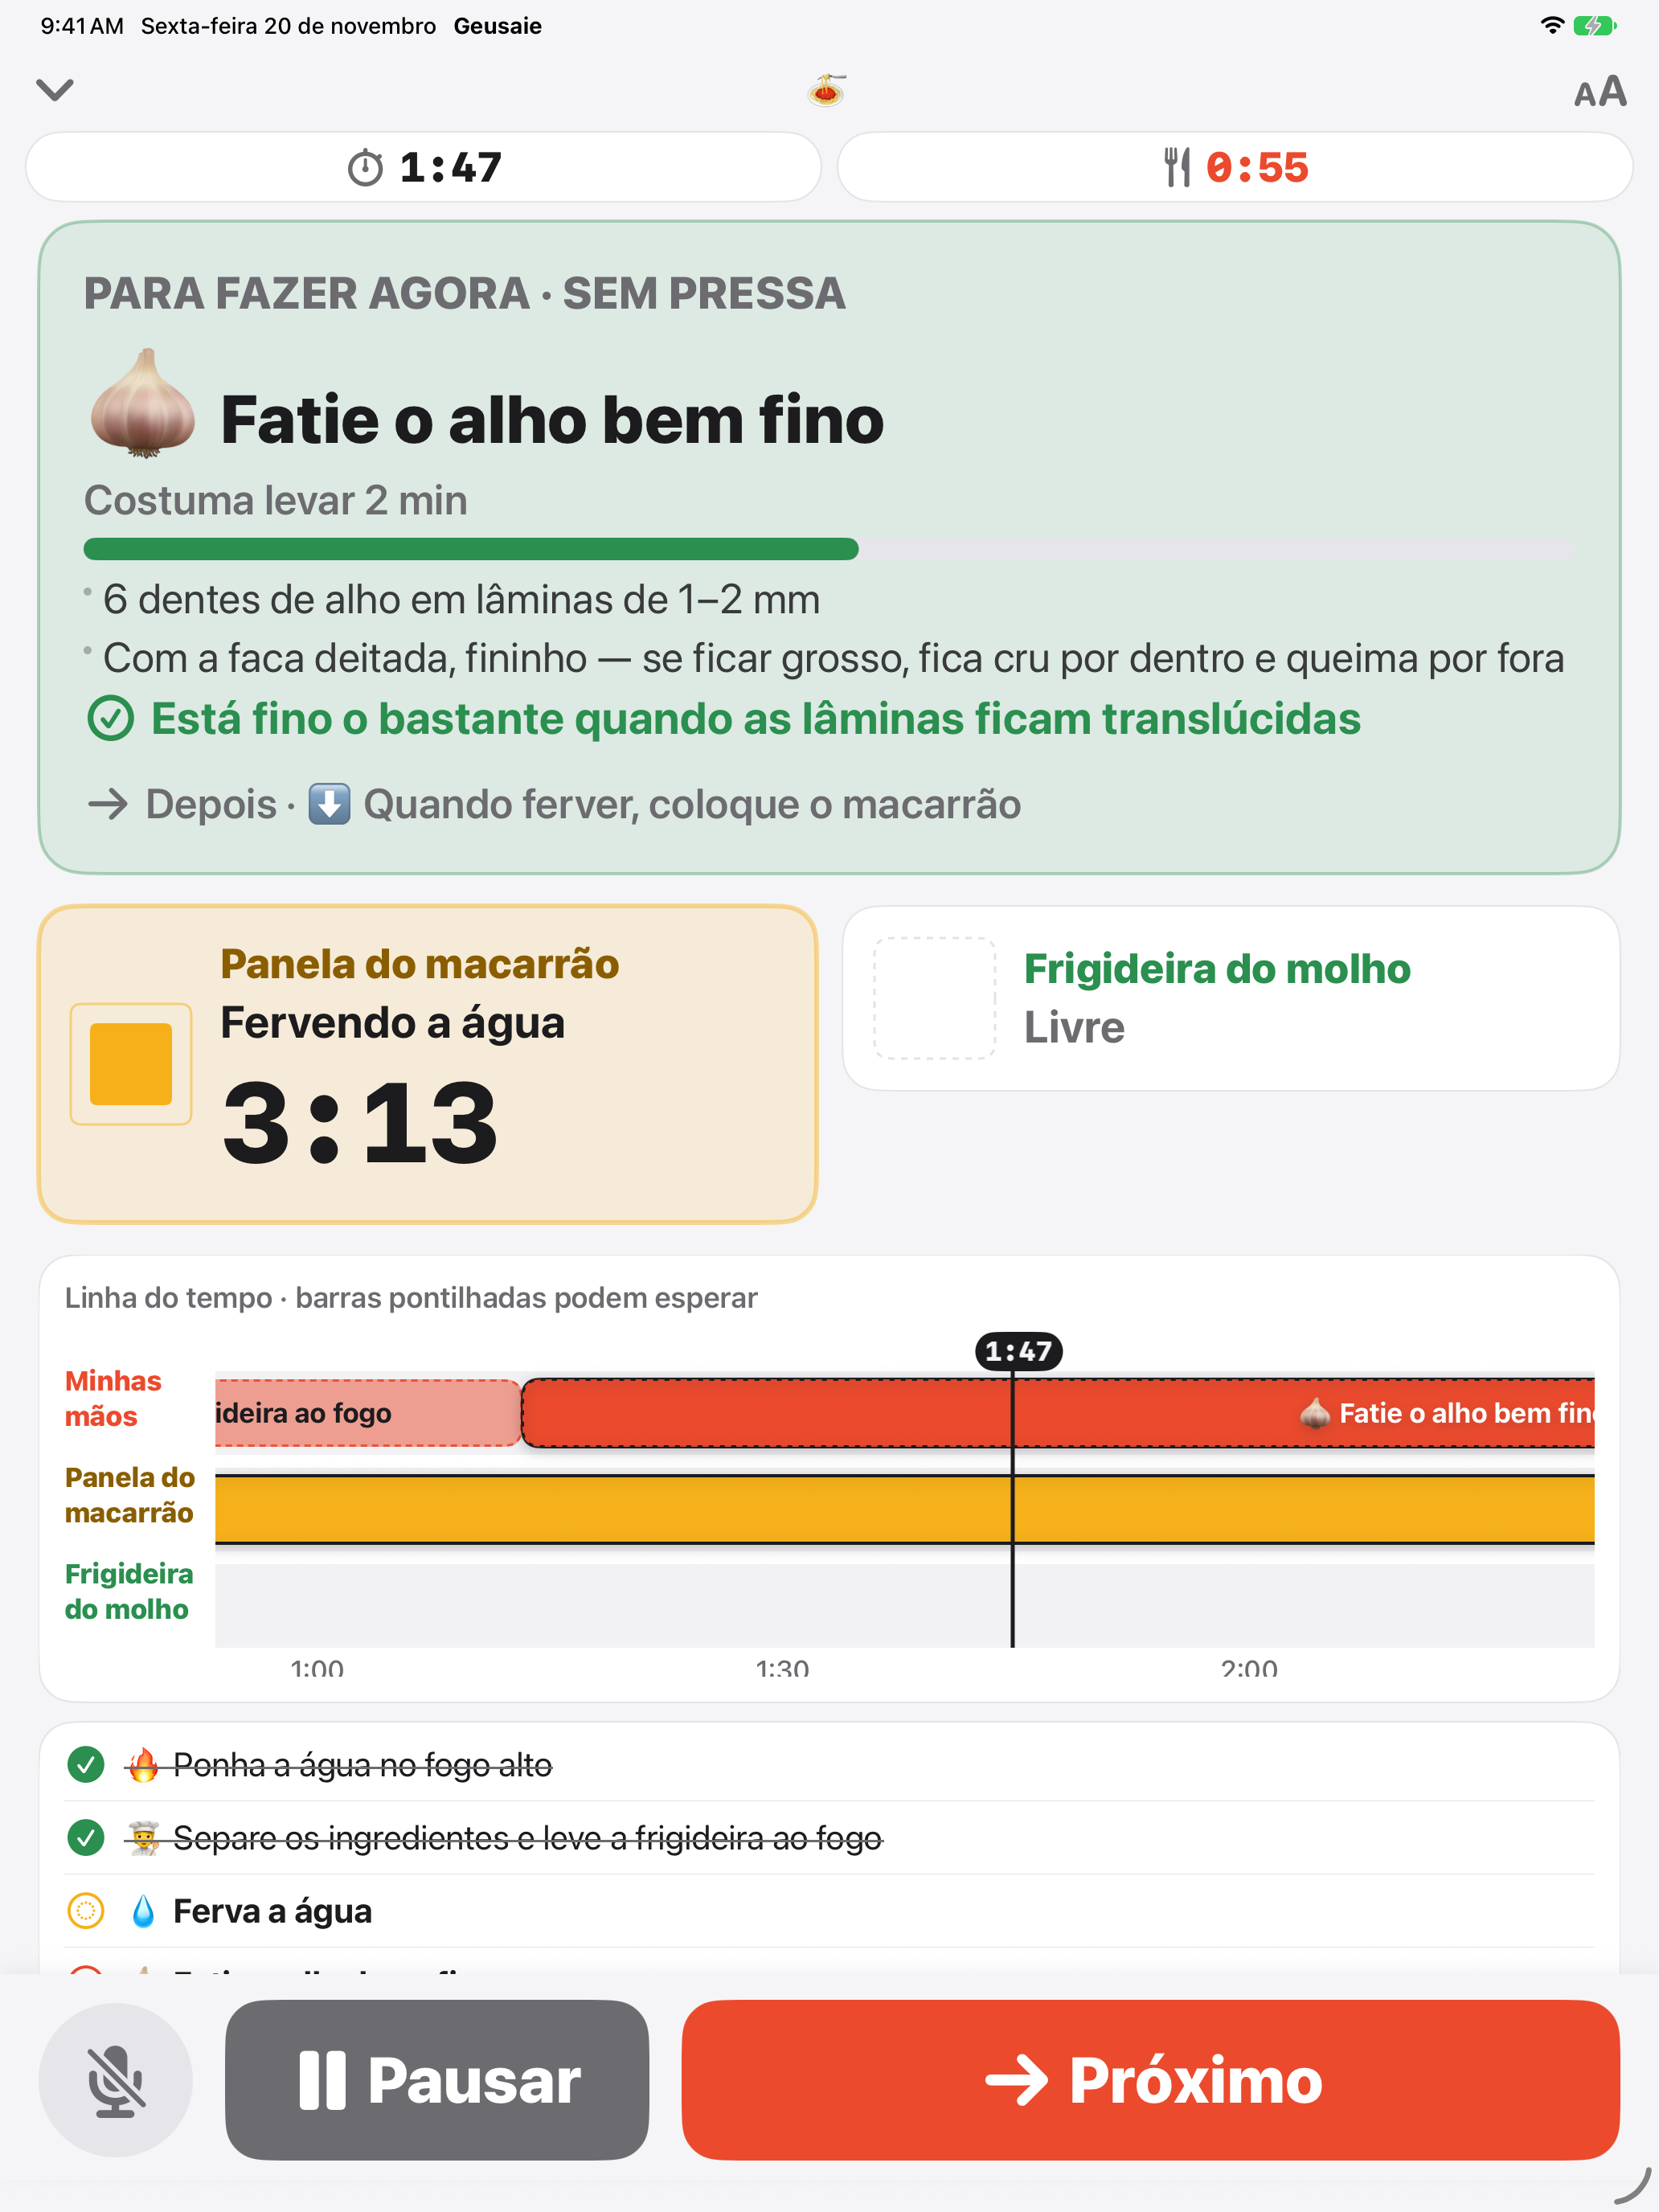 9:41 AM Sexta-feira 20 de novembro Geusaie
AA
1:47
0:55
PARA FAZER AGORA · SEM PRESSA
Fatie o alho bem fino
Costuma levar 2 min
• 6 dentes de alho em lâminas de 1–2 mm
• Com a faca deitada, fininho — se ficar grosso, fica cru por dentro e queima por fora
Está fino o bastante quando as lâminas ficam translúcidas
→ Depois · ⬇️ Quando ferver, coloque o macarrão
Panela do macarrão
Fervendo a água
3:13
Frigideira do molho
Livre
Linha do tempo · barras pontilhadas podem esperar
1:47
Minhas
mãos
ideira ao fogo
Fatie o alho bem fin
Panela do
macarrão
Frigideira
do molho
1:00 1:30 2:00
Ponha a água no fogo alto
Separe os ingredientes e leve a frigideira ao fogo
Ferva a água
Pausar
→ Próximo